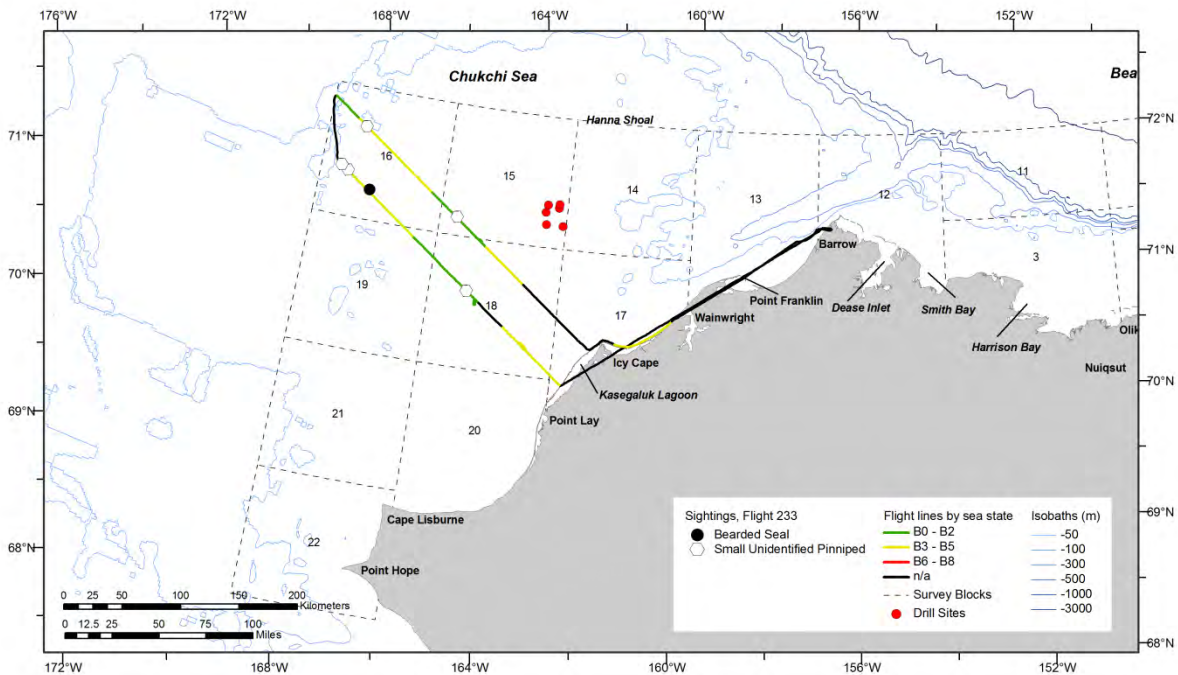 176°W 172°W 168°W 164°W 160°W 156°W 152°W
Chukchi Sea
Bea
72°N
71°N
Hanna Shoal
16
15
14
13
12
11
71°N
Barrow
3
70°N
19
18
17
Point Franklin
Wainwright
Dease Inlet
Smith Bay
Harrison Bay
Olik
Icy Cape
Nuiqsut
Kasegaluk Lagoon
70°N
69°N
21
20
Point Lay
Cape Lisburne
69°N
68°N
22
Point Hope
0 25 50 100 150 200
Kilometers
0 12.5 25 50 75 100
Miles
68°N
Sightings, Flight 233
Bearded Seal
Small Unidentified Pinniped
Flight lines by sea state
B0 - B2
B3 - B5
B6 - B8
n/a
Survey Blocks
Drill Sites
Isobaths (m)
-50
-100
-300
-500
-1000
-3000
172°W 168°W 164°W 160°W 156°W 152°W